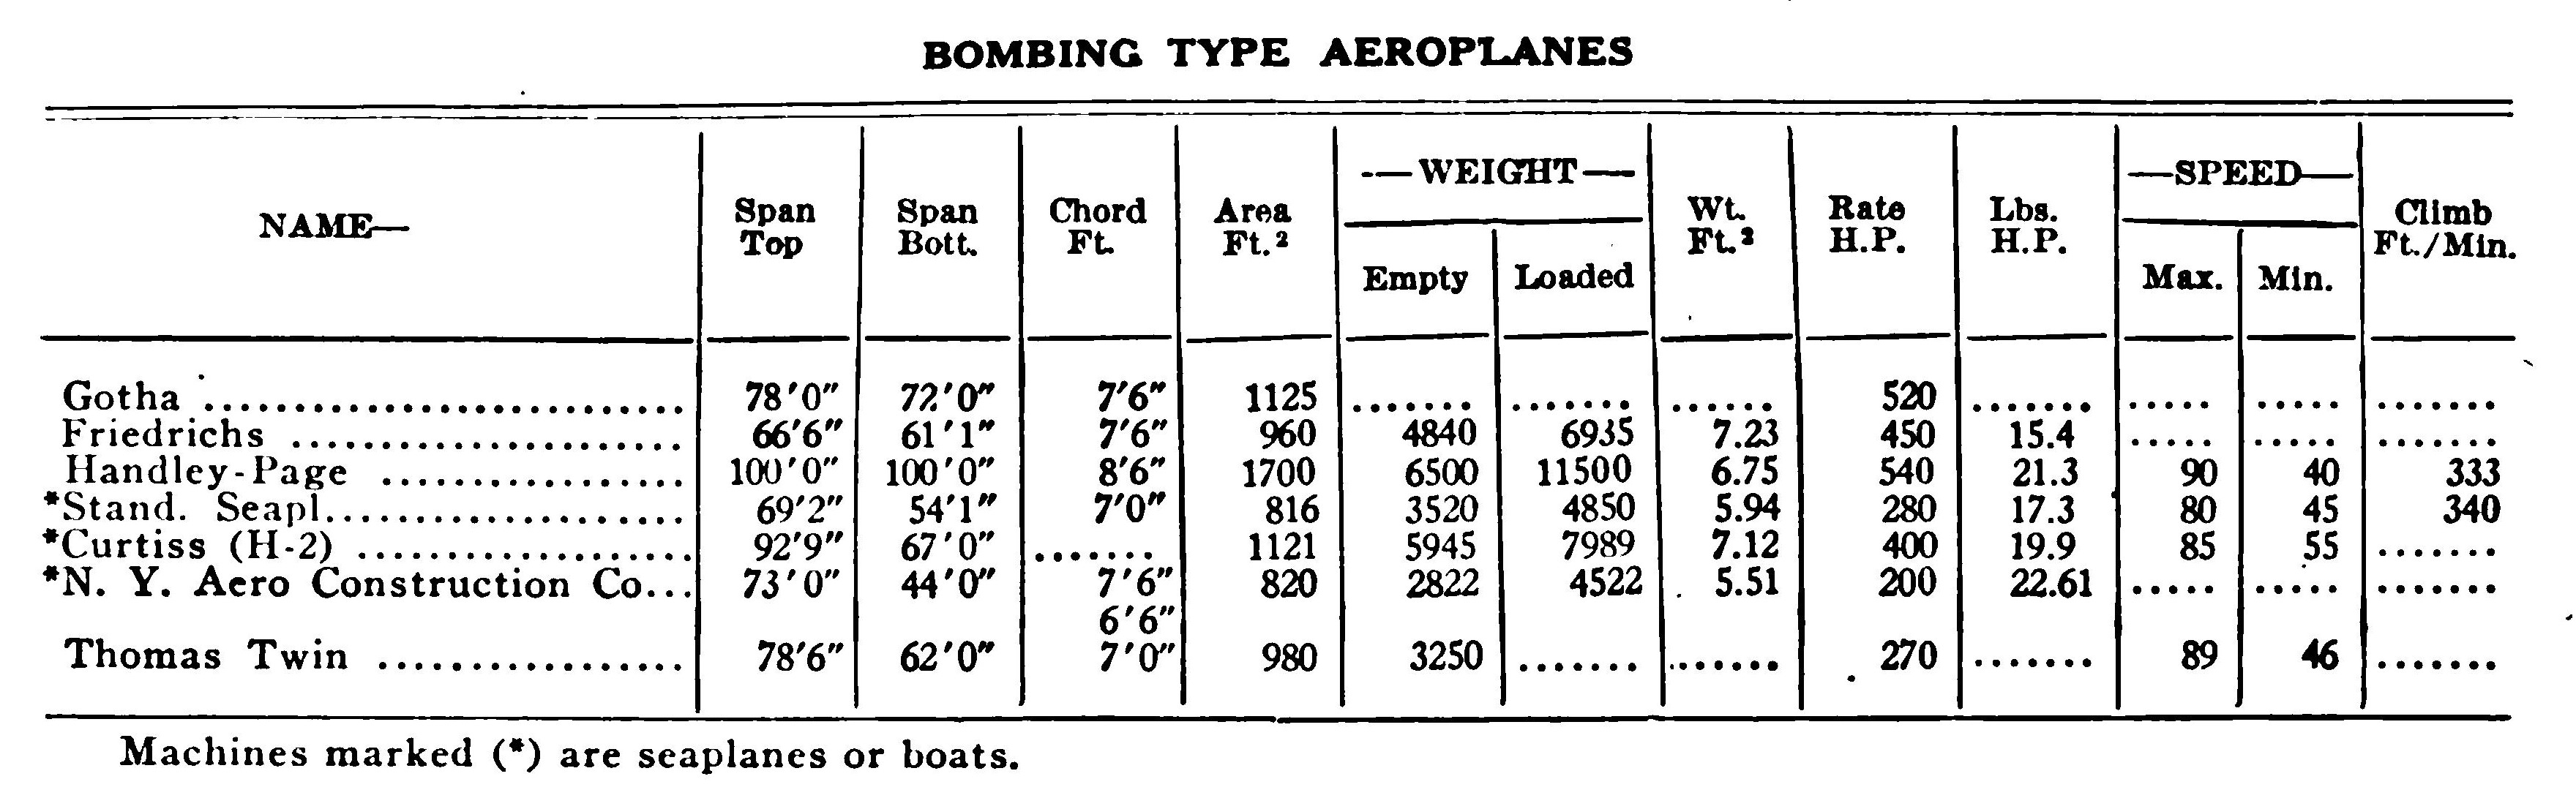 BOMBING TYPE AEROPLANES
NAME— Span Top Span Bott. Chord Ft. Area Ft.² —WEIGHT— Empty Loaded Wt. Ft.² Rate H.P. Lbs. H.P. —SPEED— Max. Min. Climb Ft./Min.
Gotha ........................... 78'0" 72'0" 7'6" 1125 ....... ....... ...... 520 ....... ..... ..... .......
Friedrichs ...................... 66'6" 61'1" 7'6" 960 4840 6935 7.23 450 15.4 ..... ..... .......
Handley-Page ................. 100'0" 100'0" 8'6" 1700 6500 11500 6.75 540 21.3 90 40 333
*Stand. Seapl.................... 69'2" 54'1" 7'0" 816 3520 4850 5.94 280 17.3 80 45 340
*Curtiss (H-2) ................... 92'9" 67'0" ....... 1121 5945 7989 7.12 400 19.9 85 55 .......
*N. Y. Aero Construction Co... 73'0" 44'0" 7'6" 820 2822 4522 5.51 200 22.61 ..... ..... .......
6'6"
Thomas Twin ................. 78'6" 62'0" 7'0" 980 3250 ....... ....... 270 ....... 89 46 .......
Machines marked (*) are seaplanes or boats.